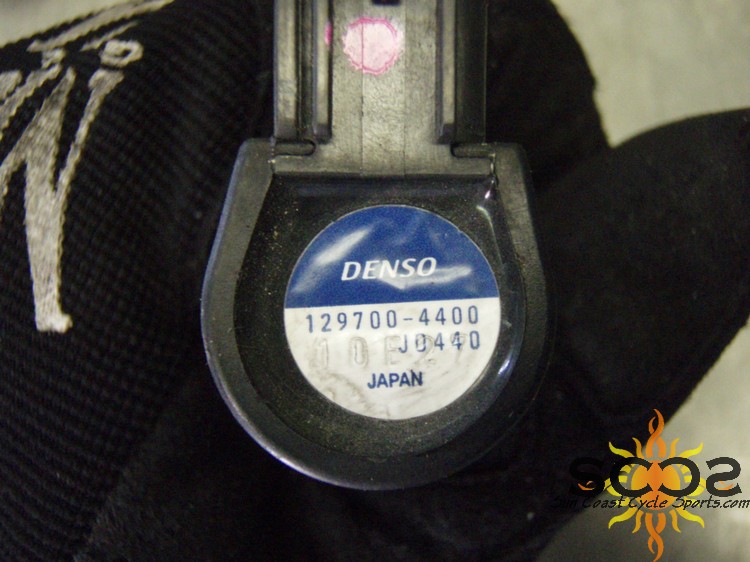 DENSO
129700-4400
J0440
JAPAN
SCCS
Sun Coast Cycle Sports.com